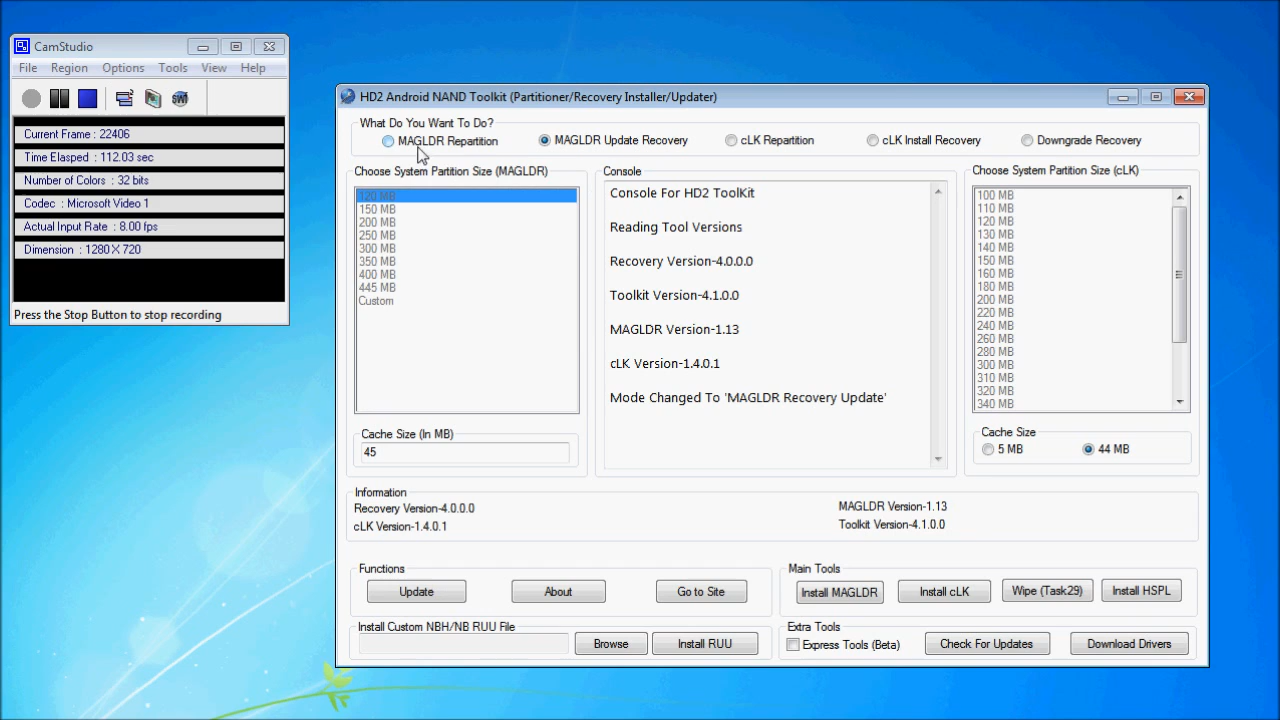 CamStudio
File Region Options Tools View Help
Current Frame : 22406
Time Elasped : 112.03 sec
Number of Colors : 32 bits
Codec : Microsoft Video 1
Actual Input Rate : 8.00 fps
Dimension : 1280 X 720
Press the Stop Button to stop recording
HD2 Android NAND Toolkit (Partitioner/Recovery Installer/Updater)
What Do You Want To Do?
MAGLDR Repartition MAGLDR Update Recovery cLK Repartition cLK Install Recovery Downgrade Recovery
Choose System Partition Size (MAGLDR)
120 MB
150 MB
200 MB
250 MB
300 MB
350 MB
400 MB
445 MB
Custom
Cache Size (In MB)
45
Console
Console For HD2 ToolKit
Reading Tool Versions
Recovery Version-4.0.0.0
Toolkit Version-4.1.0.0
MAGLDR Version-1.13
cLK Version-1.4.0.1
Mode Changed To 'MAGLDR Recovery Update'
Choose System Partition Size (cLK)
100 MB
110 MB
120 MB
130 MB
140 MB
150 MB
160 MB
180 MB
200 MB
220 MB
240 MB
260 MB
280 MB
300 MB
310 MB
320 MB
340 MB
Cache Size
5 MB 44 MB
Information
Recovery Version-4.0.0.0 MAGLDR Version-1.13
cLK Version-1.4.0.1 Toolkit Version-4.1.0.0
Functions
Update About Go to Site
Main Tools
Install MAGLDR Install cLK Wipe (Task29) Install HSPL
Install Custom NBH/NB RUU File
Browse Install RUU
Extra Tools
Express Tools (Beta) Check For Updates Download Drivers